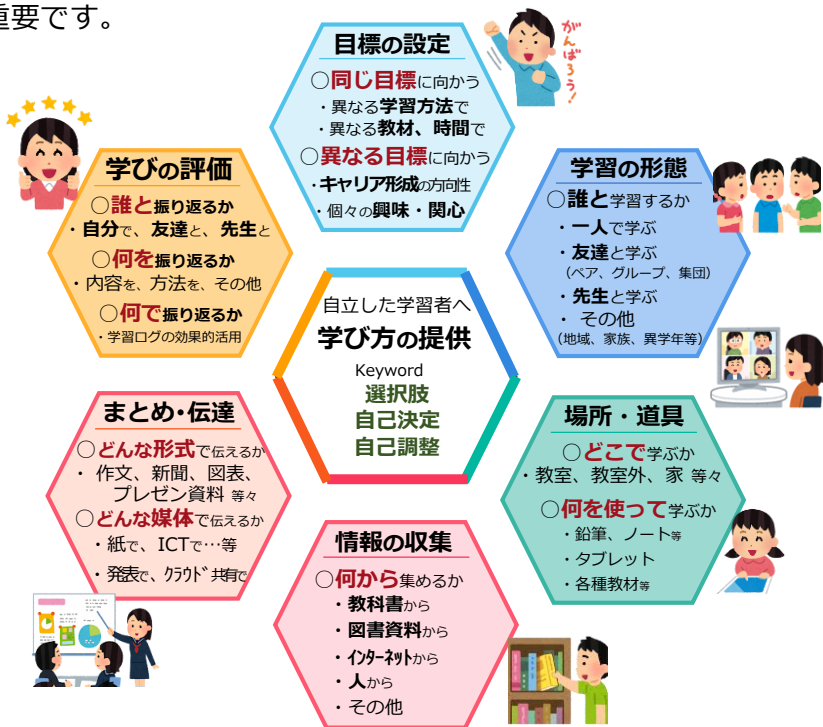 重要です。
目標の設定
○同じ目標に向かう
・異なる学習方法で
・異なる教材、時間で
○異なる目標に向かう
・キャリア形成の方向性
・個々の興味・関心
がんばろう!
学習の形態
○誰と学習するか
・一人で学ぶ
・友達と学ぶ
（ペア、グループ、集団）
・先生と学ぶ
・ その他
（地域、家族、異学年等）
場所・道具
○どこで学ぶか
・教室、教室外、家 等々
○何を使って学ぶか
・鉛筆、ノート等
・タブレット
・各種教材等
情報の収集
○何から集めるか
・教科書から
・図書資料から
・インターネットから
・人から
・その他
まとめ・伝達
○どんな形式で伝えるか
・ 作文、新聞、図表、
プレゼン資料 等々
○どんな媒体で伝えるか
・紙で、ICTで…等
・発表で、クラウド共有で
学びの評価
○誰と振り返るか
・自分で、友達と、先生と
○何を振り返るか
・内容を、方法を、その他
○何で振り返るか
・学習ログの効果的活用
自立した学習者へ
学び方の提供
Keyword
選択肢
自己決定
自己調整